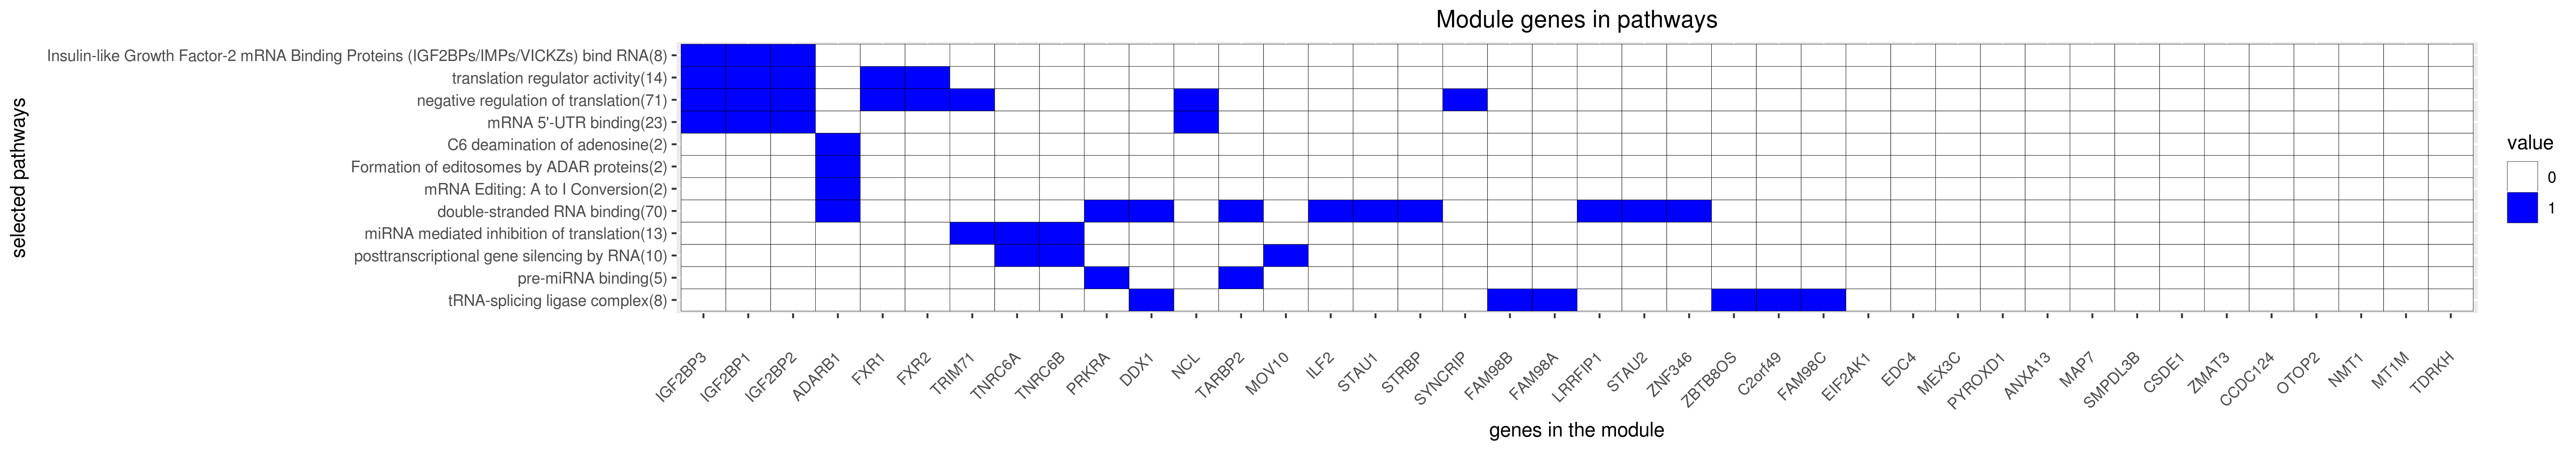 Module genes in pathways
selected pathways
Insulin-like Growth Factor-2 mRNA Binding Proteins (IGF2BPs/IMPs/VICKZs) bind RNA(8)
translation regulator activity(14)
negative regulation of translation(71)
mRNA 5'-UTR binding(23)
C6 deamination of adenosine(2)
Formation of editosomes by ADAR proteins(2)
mRNA Editing: A to I Conversion(2)
double-stranded RNA binding(70)
miRNA mediated inhibition of translation(13)
posttranscriptional gene silencing by RNA(10)
pre-miRNA binding(5)
tRNA-splicing ligase complex(8)
value
0
1
IGF2BP3
IGF2BP1
IGF2BP2
ADARB1
FXR1
FXR2
TRIM71
TNRC6A
TNRC6B
PRKRA
DDX1
NCL
TARBP2
MOV10
ILF2
STAU1
STRBP
SYNCRIP
FAM98B
FAM98A
LRRFIP1
STAU2
ZNF346
ZBTB8OS
C2orf49
FAM98C
EIF2AK1
EDC4
MEX3C
PYROXD1
ANXA13
MAP7
SMPDL3B
CSDE1
ZMAT3
CCDC124
OTOP2
NMT1
MT1M
TDRKH
genes in the module